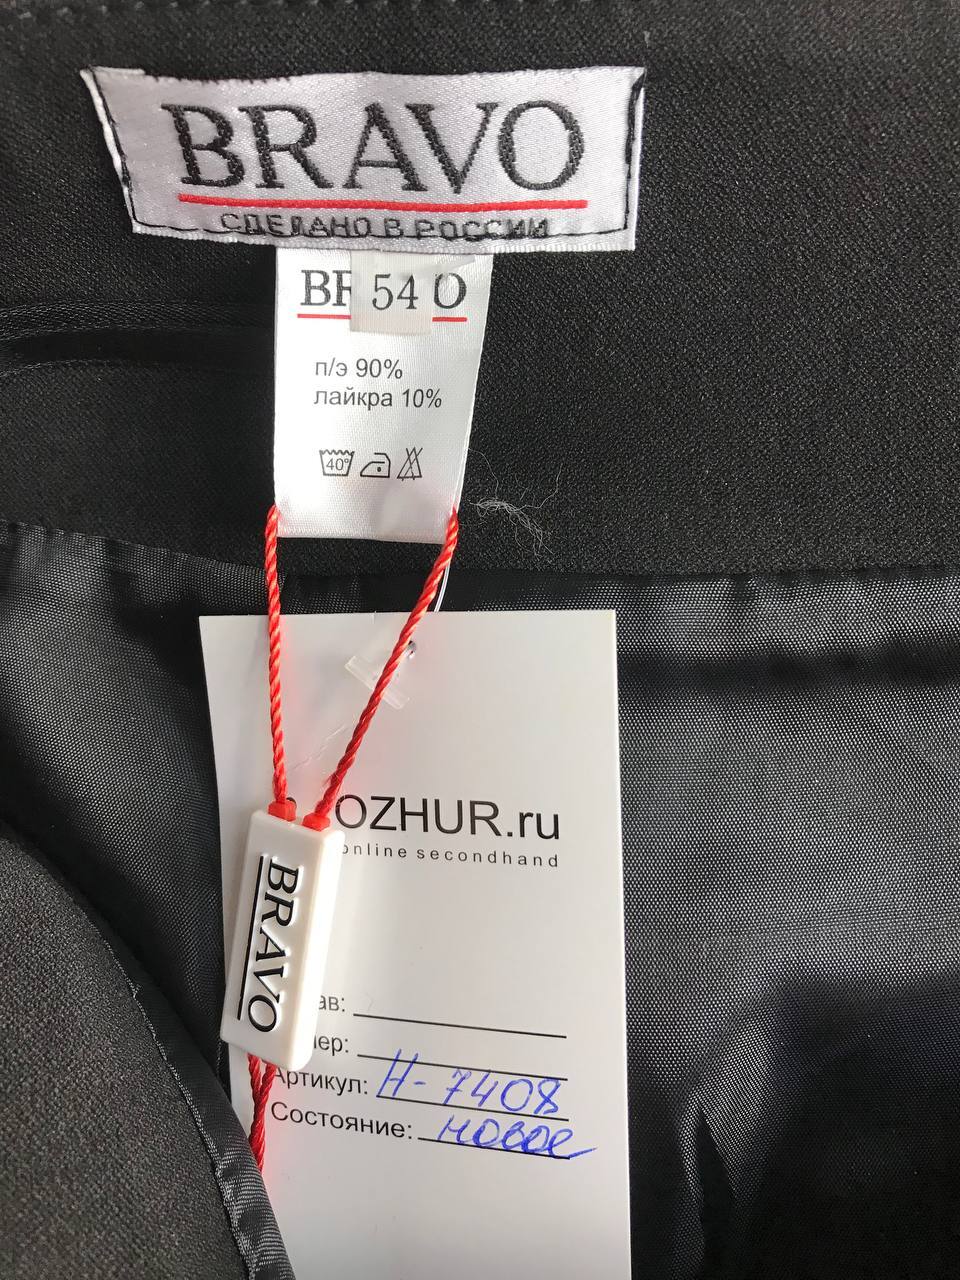 BRAVO
СДЕЛАНО В РОССИИ
54
п/э 90%
лайкра 10%
40°
OZHUR.ru
online secondhand
BRAVO
Артикул: Н-7408
Состояние: новое